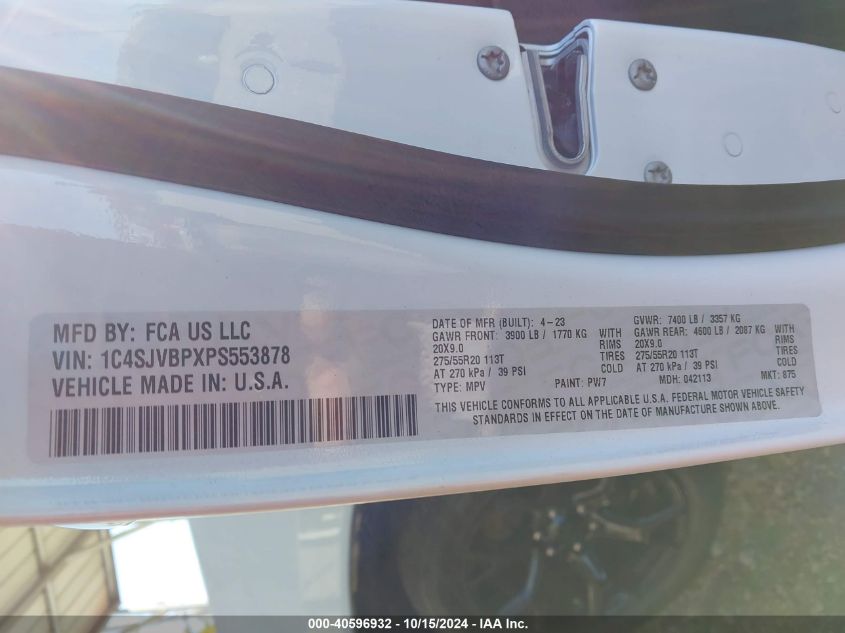 MFD BY: FCA US LLC
VIN: 1C4SJVBPXPS553878
VEHICLE MADE IN: U.S.A.
DATE OF MFR (BUILT): 4-23 GVWR: 7400 LB / 3357 KG
GAWR FRONT: 3900 LB / 1770 KG GAWR REAR: 4600 LB / 2087 KG
20X9.0 RIMS 20X9.0 RIMS
275/55R20 113T TIRES 275/55R20 113T TIRES
AT 270 kPa / 39 PSI COLD AT 270 kPa / 39 PSI COLD
TYPE: MPV PAINT: PW7 MDH: 042113 MKT: 875
THIS VEHICLE CONFORMS TO ALL APPLICABLE U.S.A. FEDERAL MOTOR VEHICLE SAFETY
STANDARDS IN EFFECT ON THE DATE OF MANUFACTURE SHOWN ABOVE.
000-40596932 - 10/15/2024 - IAA Inc.